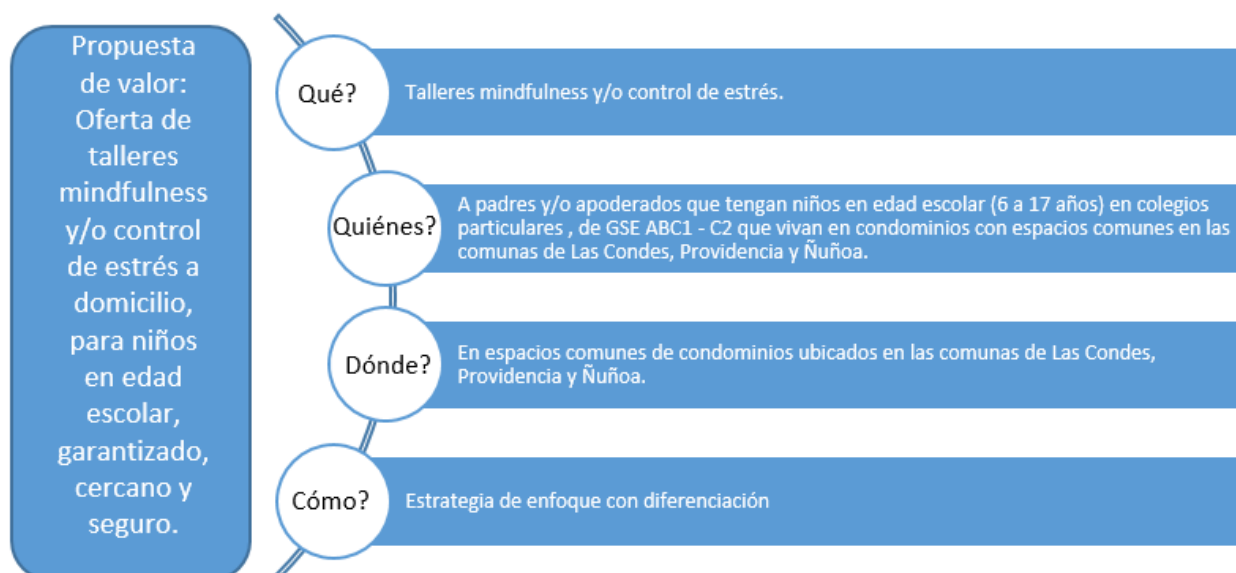 Propuesta
de valor:
Oferta de
talleres
mindfulness
y/o control
de estrés a
domicilio,
para niños
en edad
escolar,
garantizado,
cercano y
seguro.
Qué?
Talleres mindfulness y/o control de estrés.
Quiénes?
A padres y/o apoderados que tengan niños en edad escolar (6 a 17 años) en colegios
particulares , de GSE ABC1 - C2 que vivan en condominios con espacios comunes en las
comunas de Las Condes, Providencia y Ñuñoa.
Dónde?
En espacios comunes de condominios ubicados en las comunas de Las Condes,
Providencia y Ñuñoa.
Cómo?
Estrategia de enfoque con diferenciación